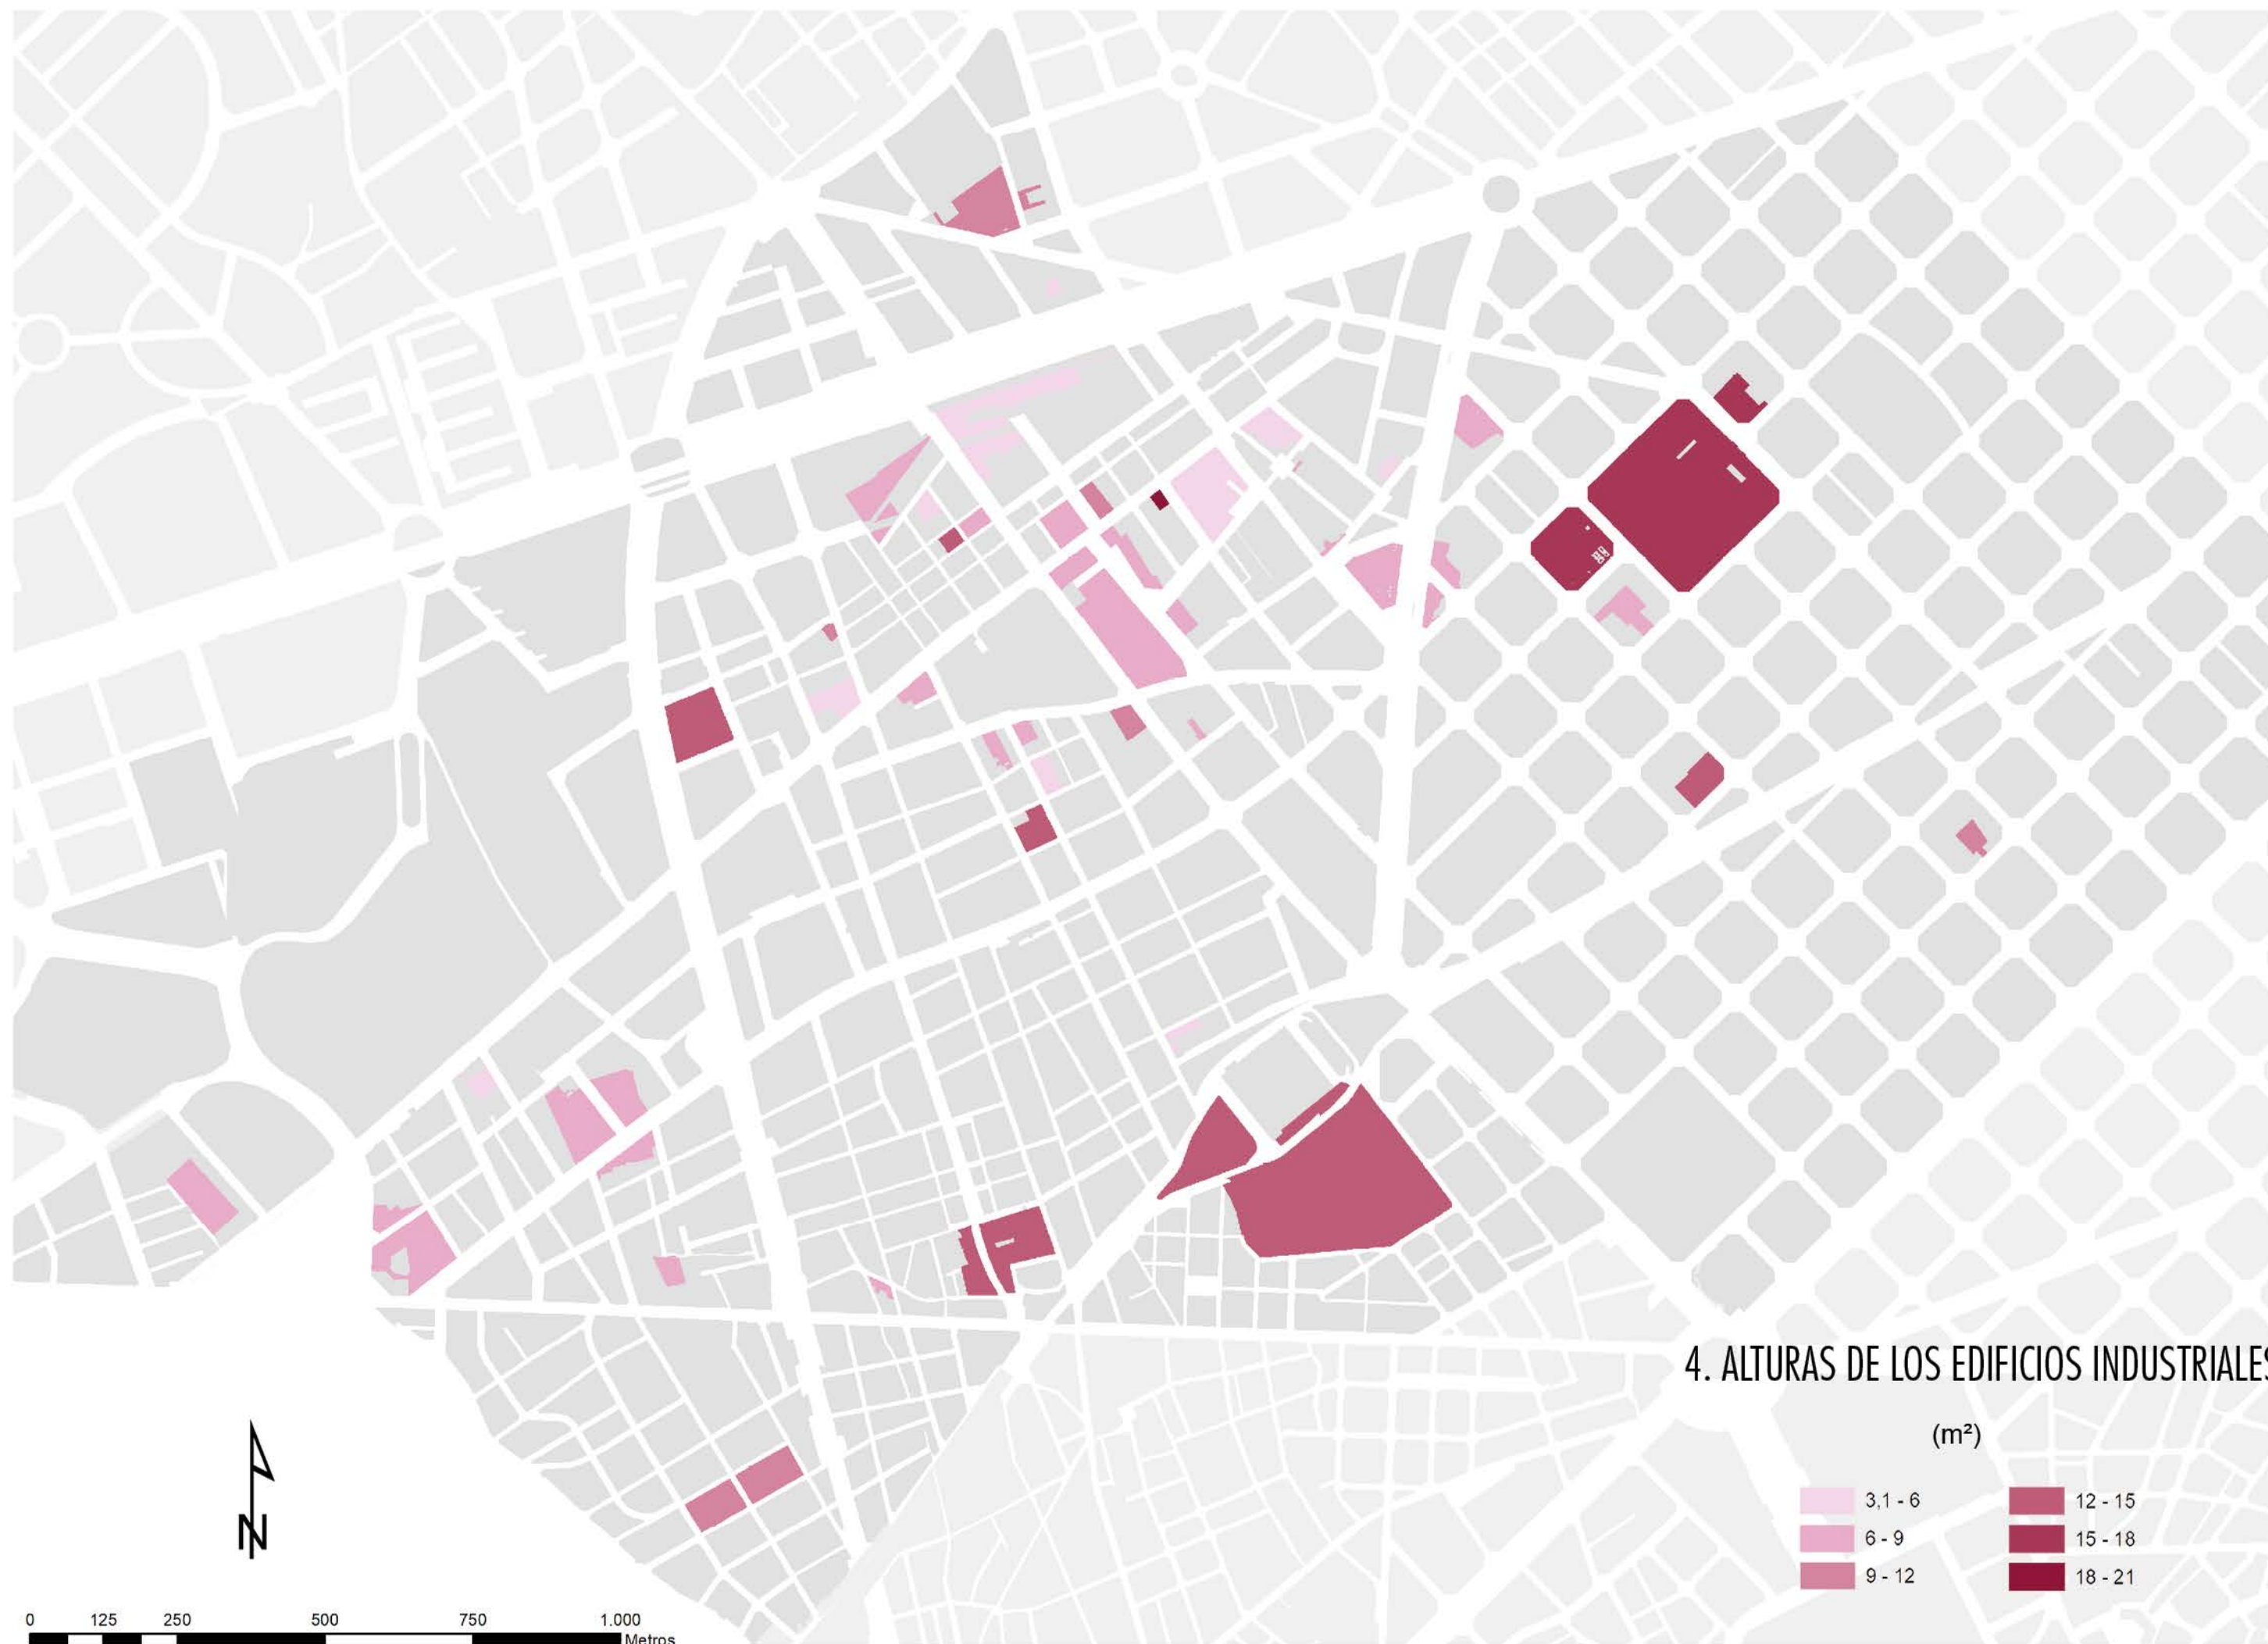 4. ALTURAS DE LOS EDIFICIOS INDUSTRIALES
(m²)
3,1 - 6
6 - 9
9 - 12
12 - 15
15 - 18
18 - 21
N
0 125 250 500 750 1.000
Metros